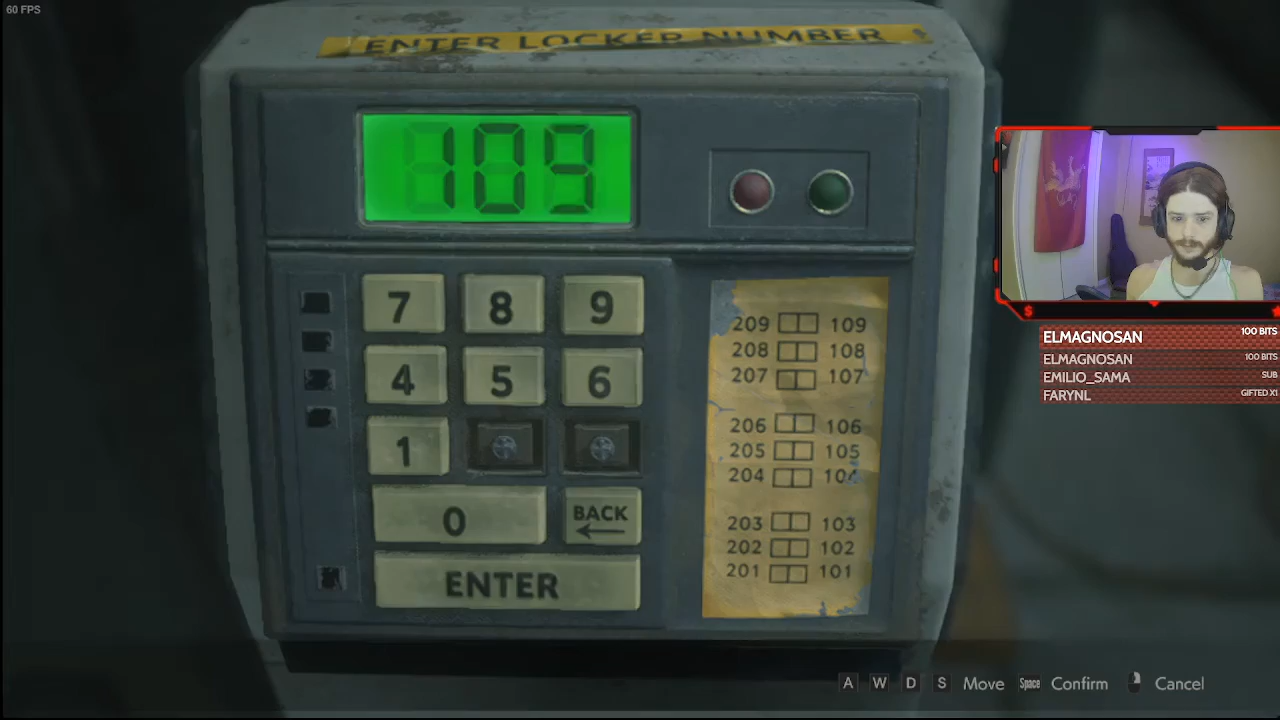 60 FPS
ENTER LOCKER NUMBER
109
7 8 9
4 5 6
1
0 BACK
ENTER
209 109
208 108
207 107
206 106
205 105
204 104
203 103
202 102
201 101
ELMAGNOSAN 100 BITS
ELMAGNOSAN 100 BITS
EMILIO_SAMA SUB
FARYNL GIFTED X1
A W D S Move Space Confirm Cancel